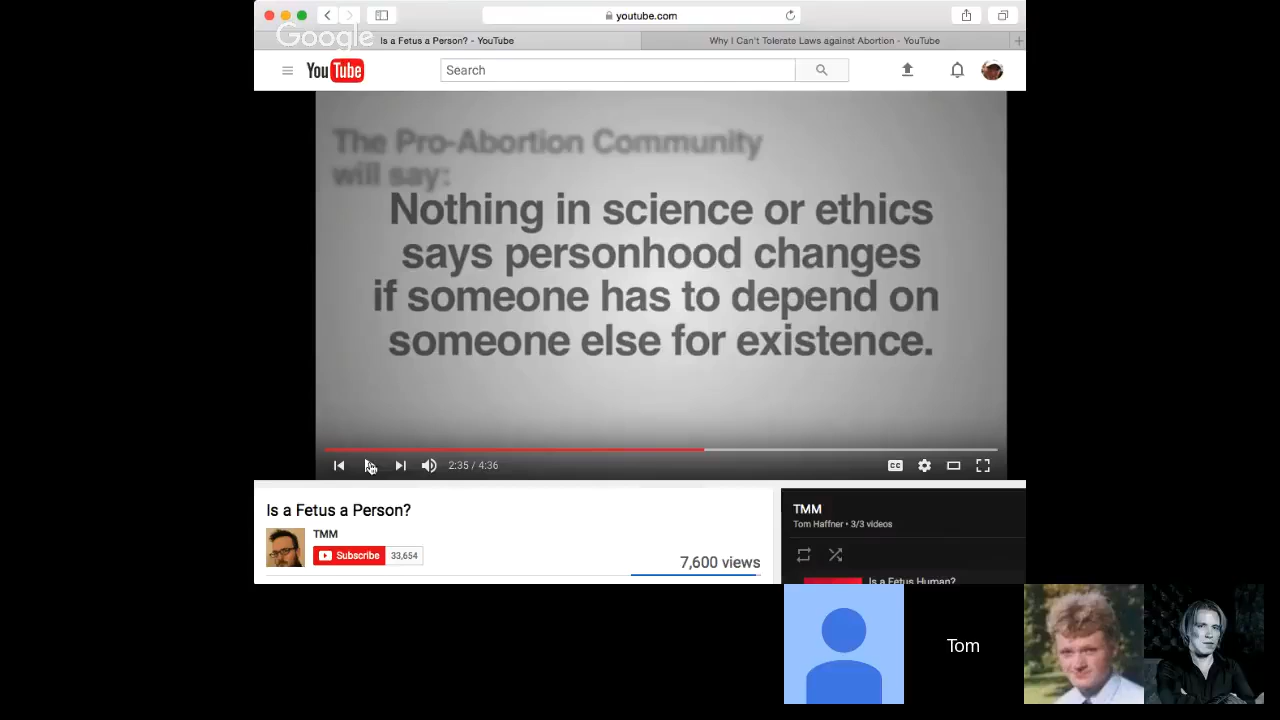 youtube.com
Google
Is a Fetus a Person? - YouTube
Why I Can't Tolerate Laws against Abortion - YouTube
YouTube
Search
The Pro-Abortion Community
will say:
Nothing in science or ethics
says personhood changes
if someone has to depend on
someone else for existence.
2:35 / 4:36
CC
Is a Fetus a Person?
TMM
Subscribe 33,654
7,600 views
TMM
Tom Haffner • 3/3 videos
Is a Fetus Human?
Tom